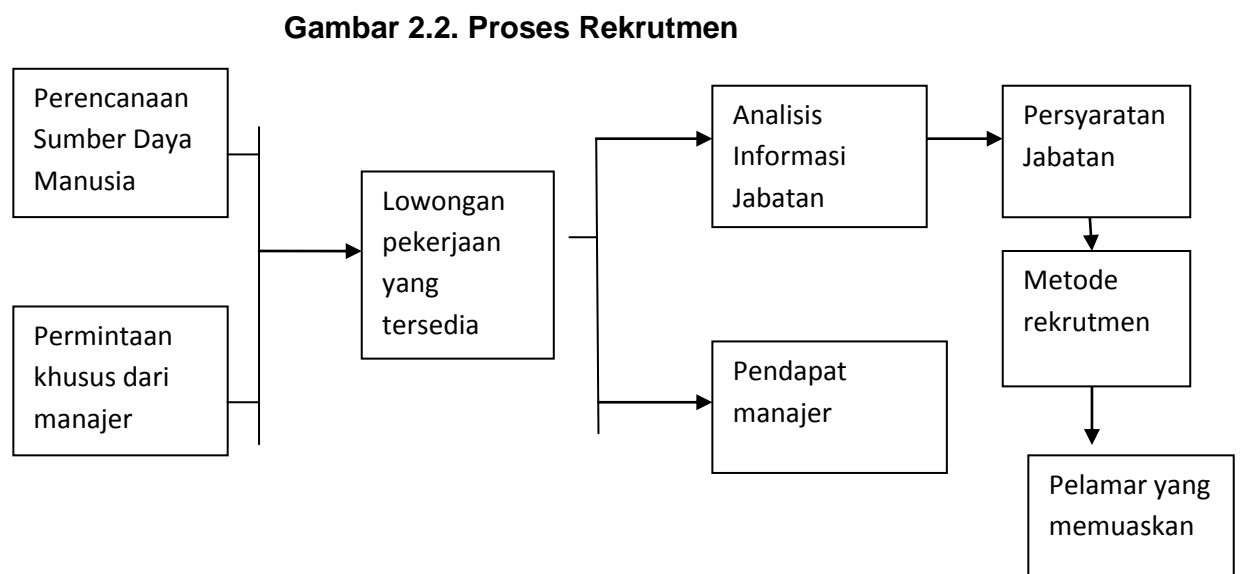 Gambar 2.2. Proses Rekrutmen
Perencanaan
Sumber Daya
Manusia
Permintaan
khusus dari
manajer
Lowongan
pekerjaan
yang
tersedia
Analisis
Informasi
Jabatan
Persyaratan
Jabatan
Metode
rekrutmen
Pendapat
manajer
Pelamar yang
memuaskan